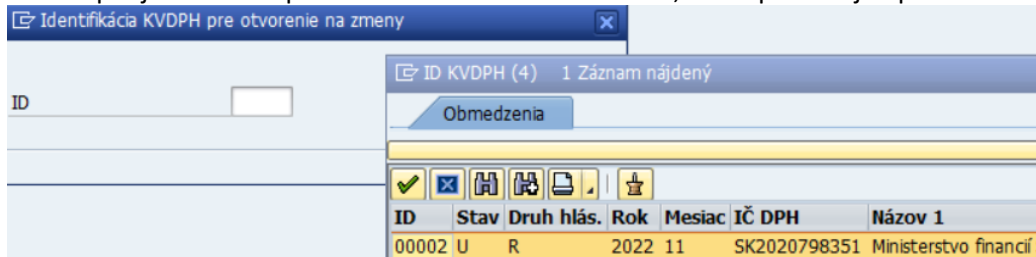 Identifikácia KVDPH pre otvorenie na zmeny
ID KVDPH (4) 1 Záznam nájdený
ID
Obmedzenia
ID Stav Druh hlás. Rok Mesiac IČ DPH Názov 1
00002 U R 2022 11 SK2020798351 Ministerstvo financií